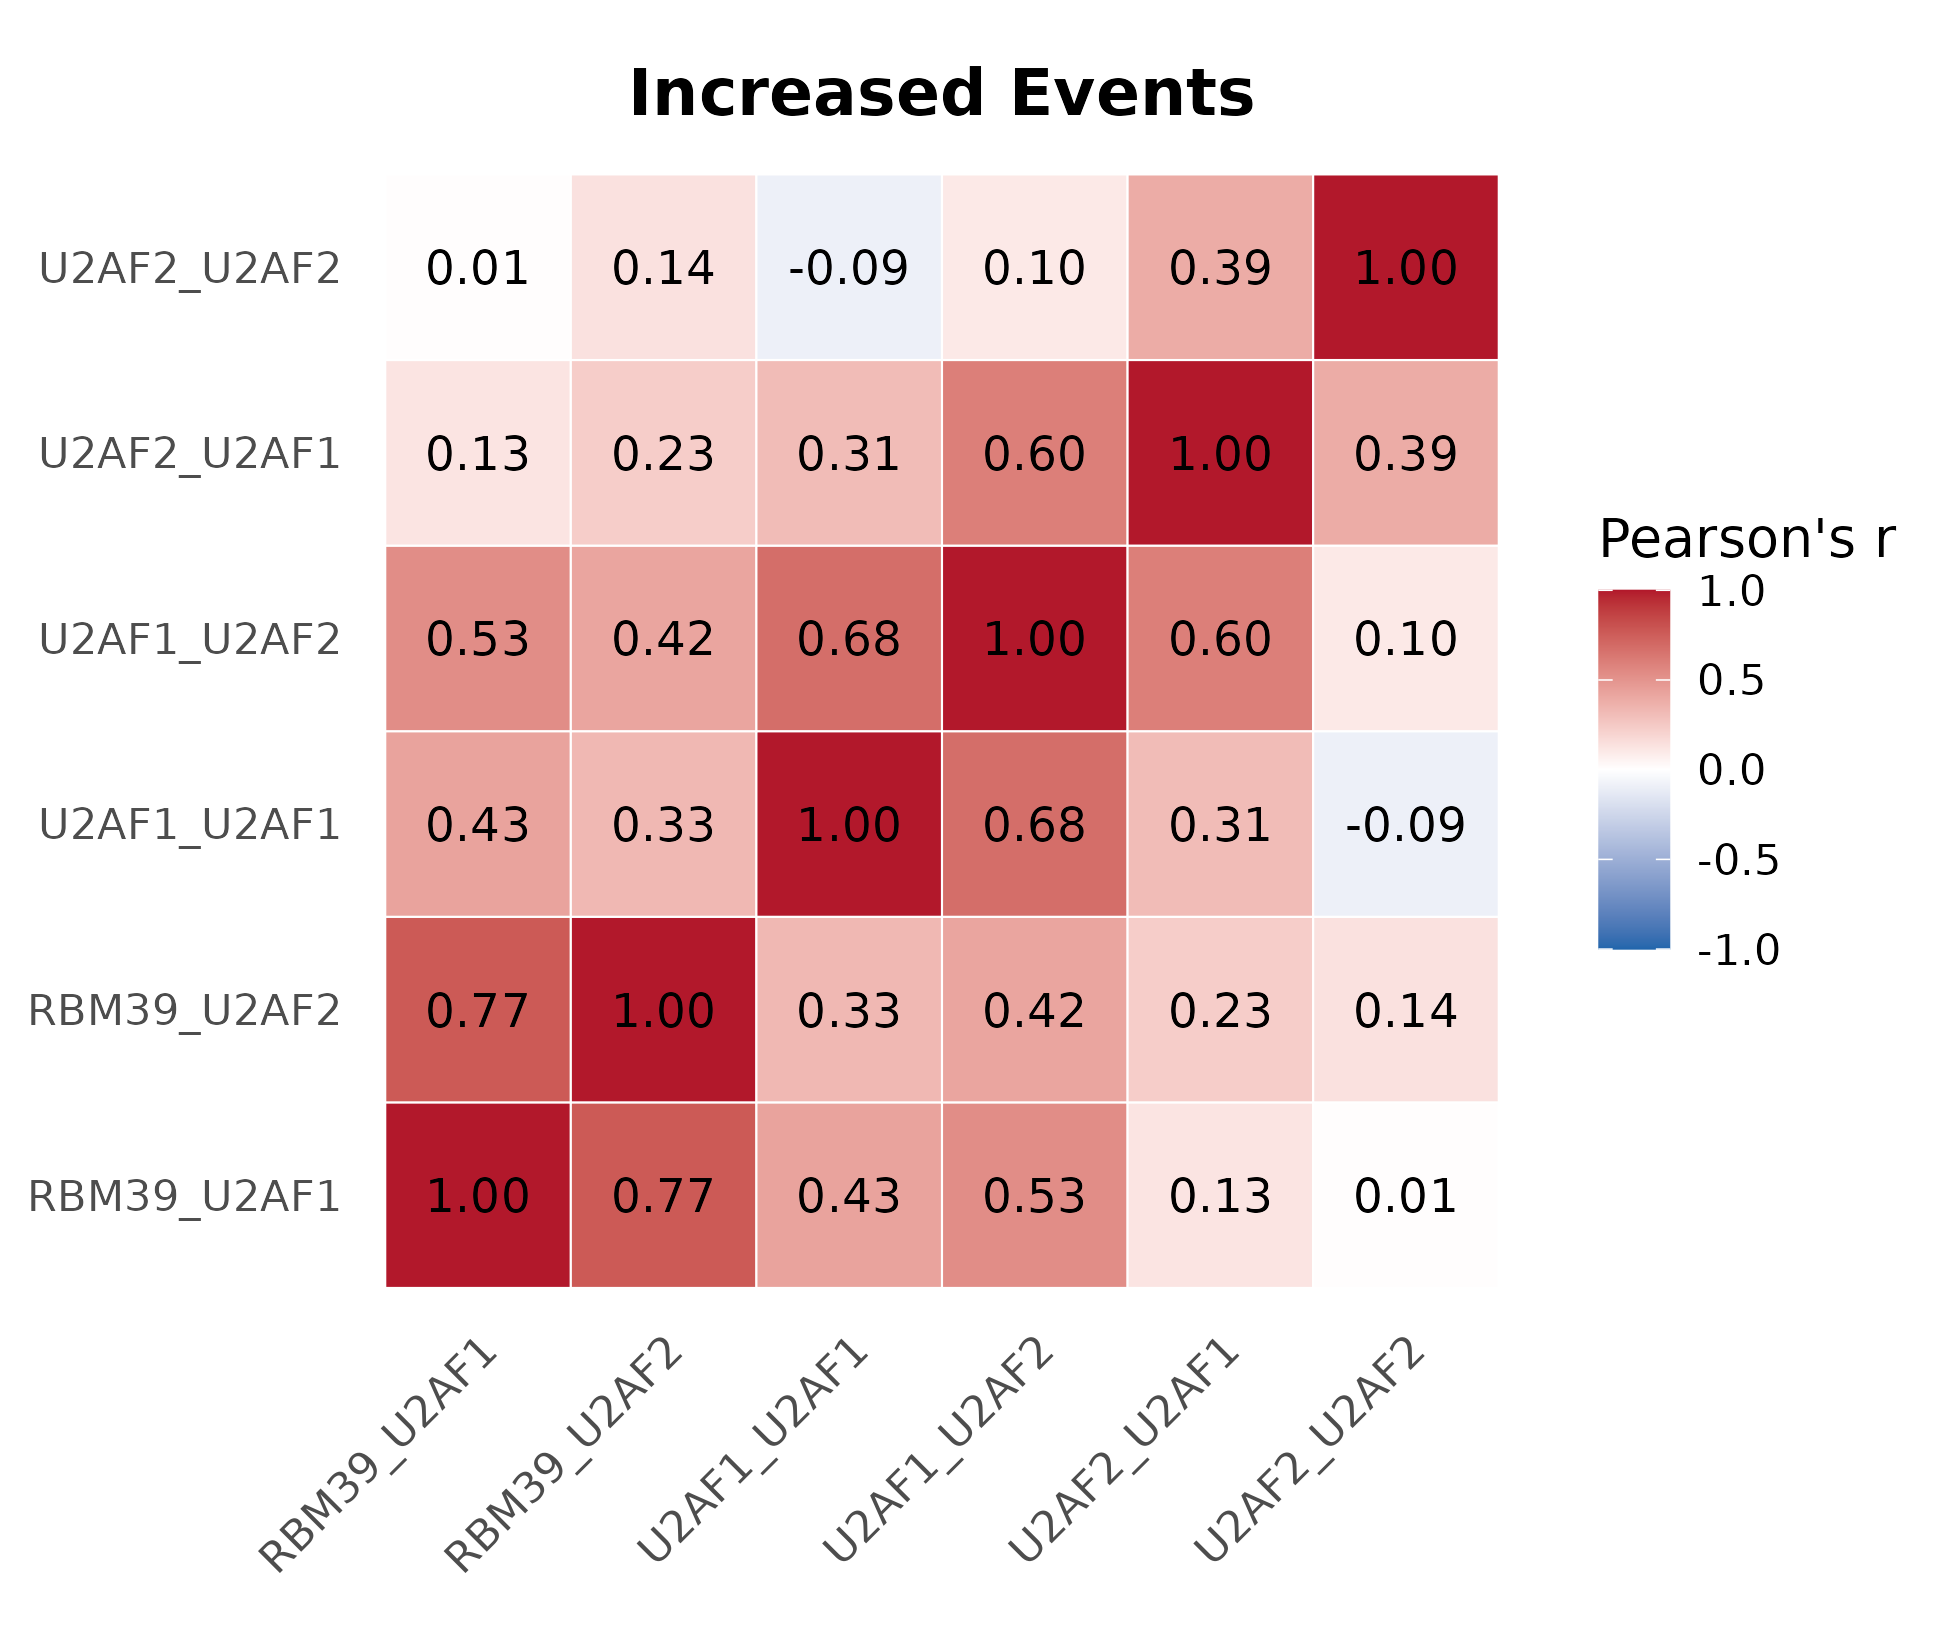 Increased Events
U2AF2_U2AF2 0.01 0.14 -0.09 0.10 0.39 1.00
U2AF2_U2AF1 0.13 0.23 0.31 0.60 1.00 0.39
U2AF1_U2AF2 0.53 0.42 0.68 1.00 0.60 0.10
U2AF1_U2AF1 0.43 0.33 1.00 0.68 0.31 -0.09
RBM39_U2AF2 0.77 1.00 0.33 0.42 0.23 0.14
RBM39_U2AF1 1.00 0.77 0.43 0.53 0.13 0.01
RBM39_U2AF1 RBM39_U2AF2 U2AF1_U2AF1 U2AF1_U2AF2 U2AF2_U2AF1 U2AF2_U2AF2
Pearson's r
1.0
0.5
0.0
-0.5
-1.0